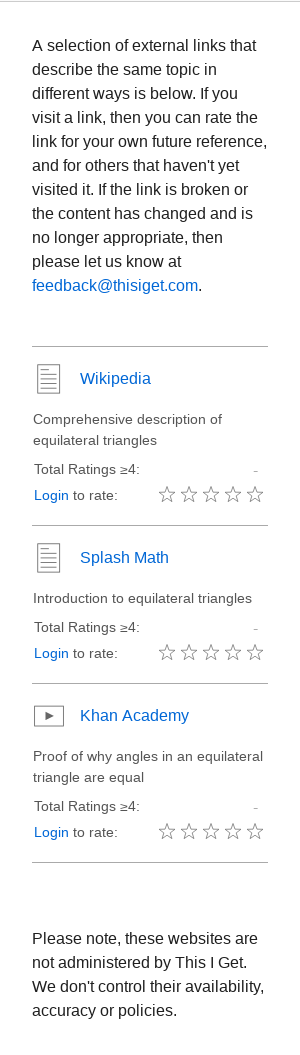 A selection of external links that
describe the same topic in
different ways is below. If you
visit a link, then you can rate the
link for your own future reference,
and for others that haven't yet
visited it. If the link is broken or
the content has changed and is
no longer appropriate, then
please let us know at
feedback@thisiget.com.
Wikipedia
Comprehensive description of
equilateral triangles
Total Ratings ≥4: -
Login to rate:
Splash Math
Introduction to equilateral triangles
Total Ratings ≥4: -
Login to rate:
Khan Academy
Proof of why angles in an equilateral
triangle are equal
Total Ratings ≥4: -
Login to rate:
Please note, these websites are
not administered by This I Get.
We don't control their availability,
accuracy or policies.